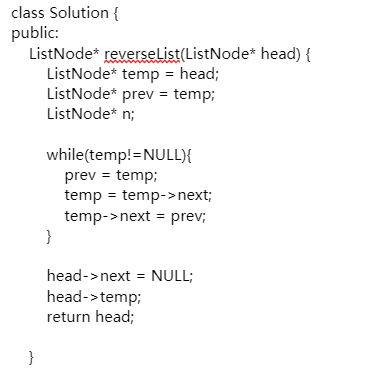 class Solution {
public:
    ListNode* reverseList(ListNode* head) {
        ListNode* temp = head;
        ListNode* prev = temp;
        ListNode* n;

        while(temp!=NULL){
            prev = temp;
            temp = temp->next;
            temp->next = prev;
        }

        head->next = NULL;
        head->temp;
        return head;

    }